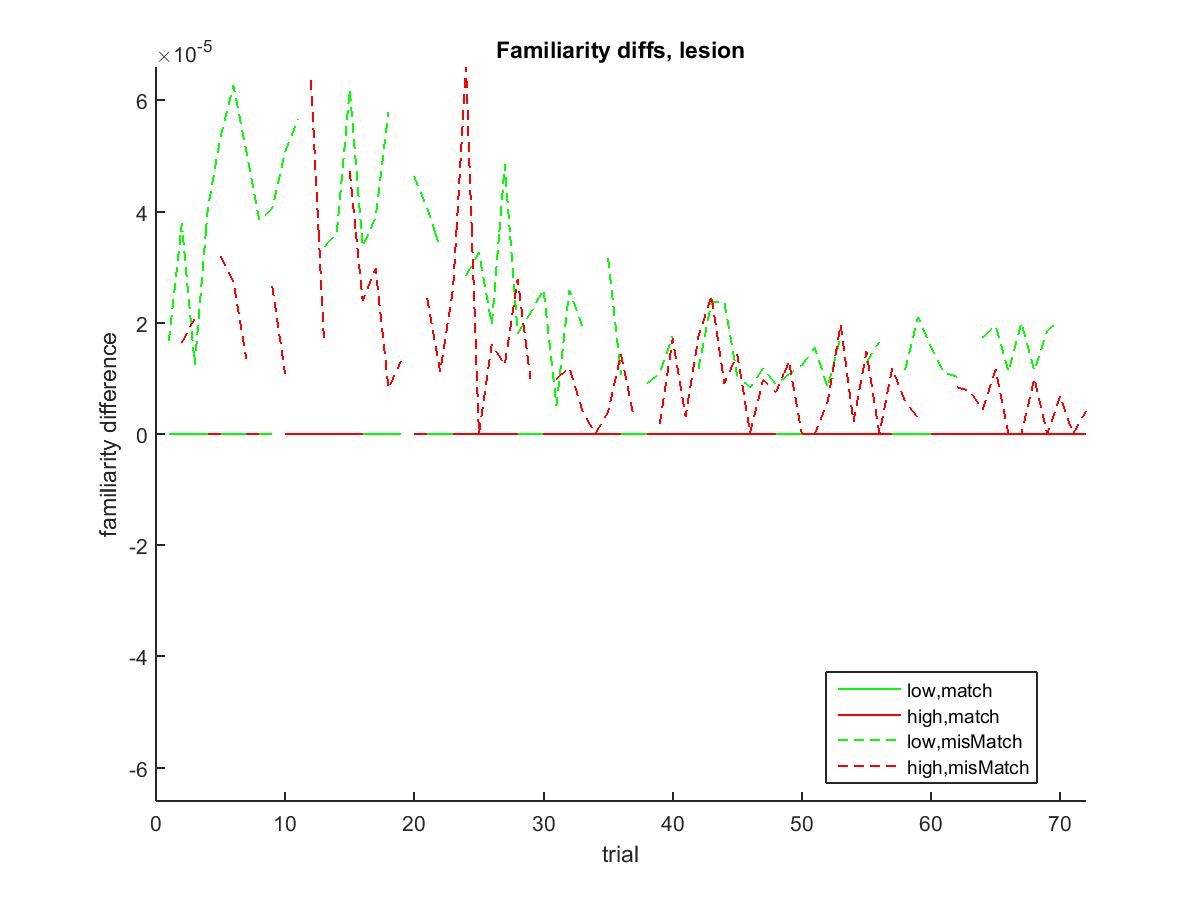 Familiarity diffs, lesion
×10-5
6
4
2
0
-2
-4
-6
familiarity difference
0 10 20 30 40 50 60 70
trial
low,match
high,match
low,misMatch
high,misMatch